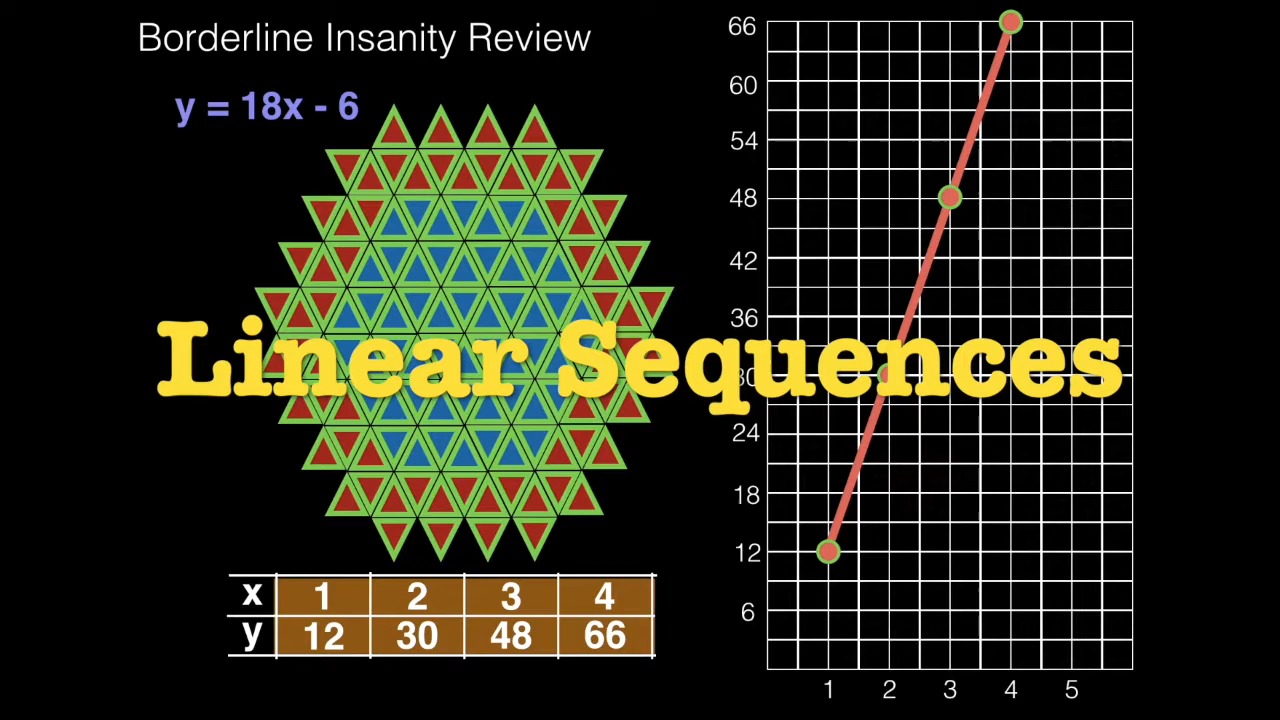 Borderline Insanity Review
y = 18x - 6
Linear Sequences
x 1 2 3 4
y 12 30 48 66
66
60
54
48
42
36
30
24
18
12
6
1 2 3 4 5